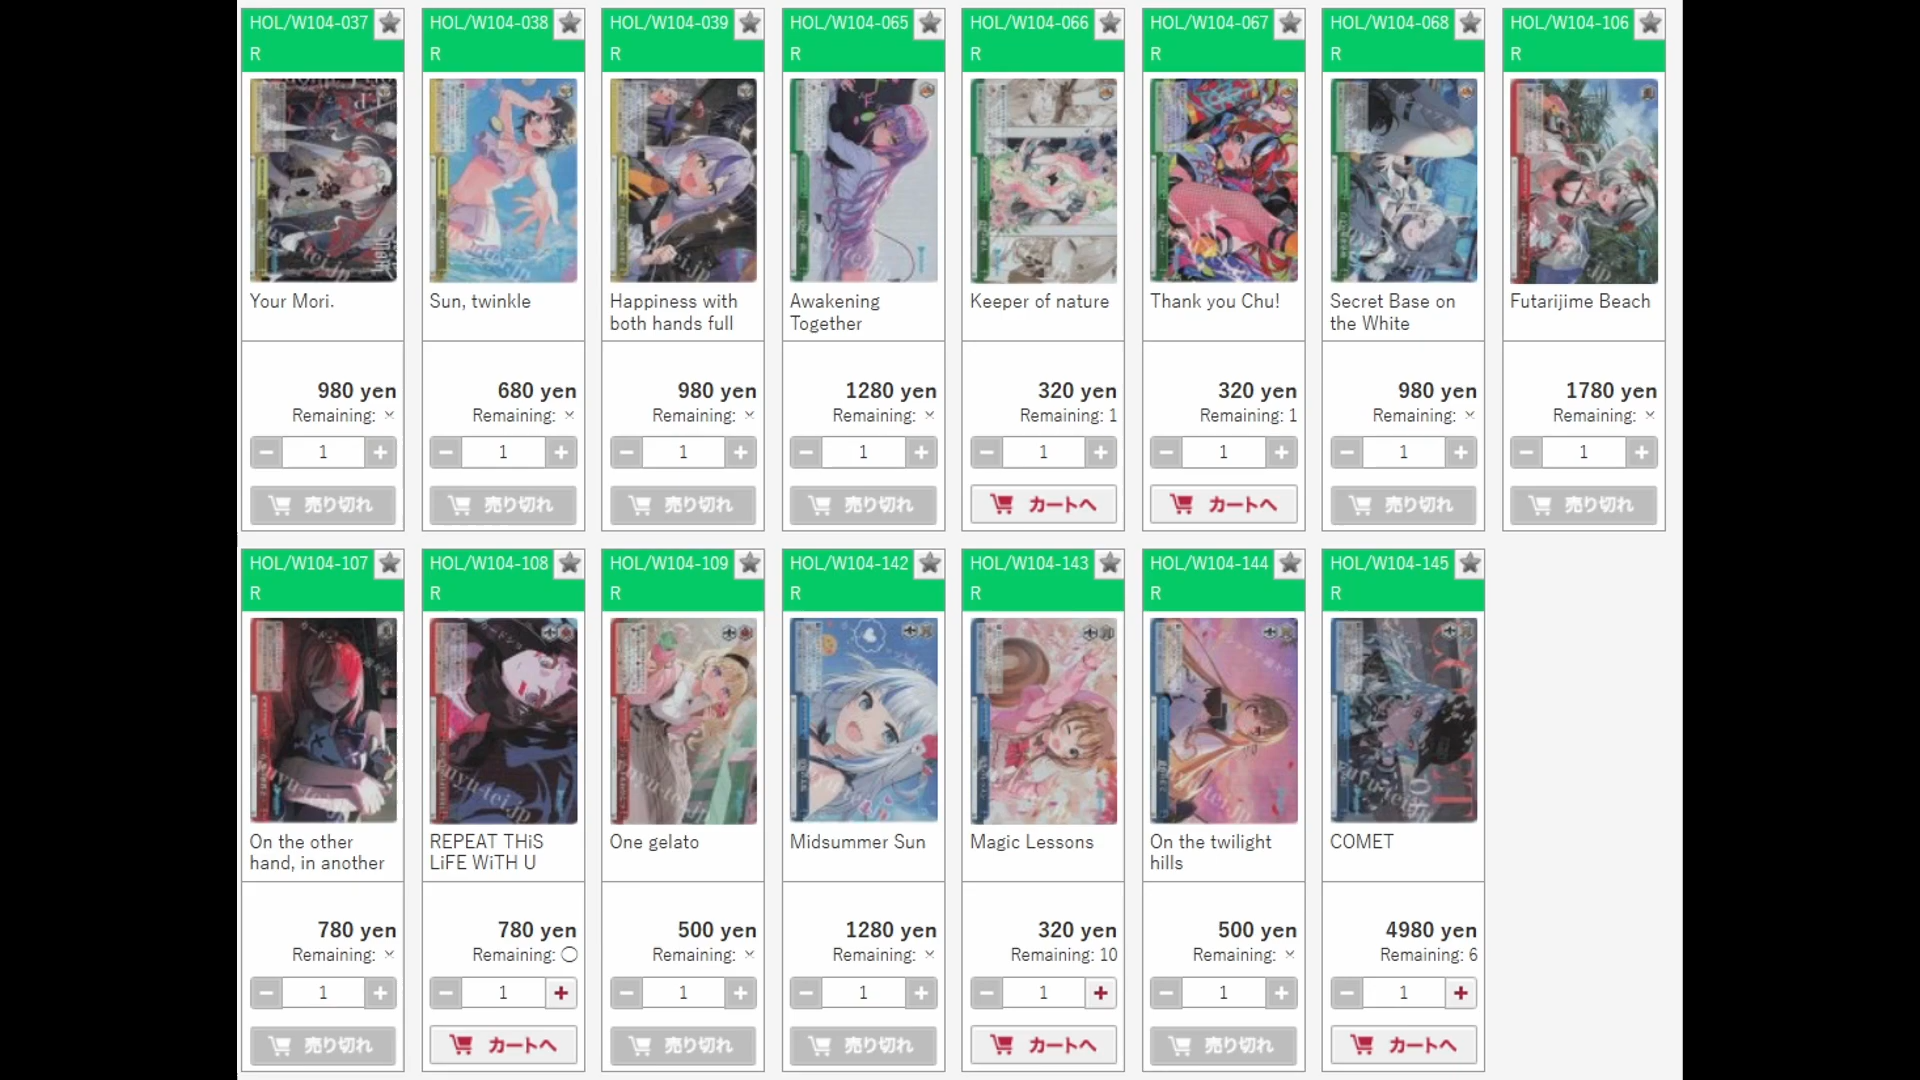 HOL/W104-037
R
Your Mori.
980 yen
Remaining: ×
1
売り切れ
HOL/W104-038
R
Sun, twinkle
680 yen
Remaining: ×
1
売り切れ
HOL/W104-039
R
Happiness with
both hands full
980 yen
Remaining: ×
1
売り切れ
HOL/W104-065
R
Awakening
Together
1280 yen
Remaining: ×
1
売り切れ
HOL/W104-066
R
Keeper of nature
320 yen
Remaining: 1
1
カートへ
HOL/W104-067
R
Thank you Chu!
320 yen
Remaining: 1
1
カートへ
HOL/W104-068
R
Secret Base on
the White
980 yen
Remaining: ×
1
売り切れ
HOL/W104-106
R
Futarijime Beach
1780 yen
Remaining: ×
1
売り切れ
HOL/W104-107
R
On the other
hand, in another
780 yen
Remaining: ×
1
売り切れ
HOL/W104-108
R
REPEAT THiS
LiFE WiTH U
780 yen
Remaining: ◯
1
カートへ
HOL/W104-109
R
One gelato
500 yen
Remaining: ×
1
売り切れ
HOL/W104-142
R
Midsummer Sun
1280 yen
Remaining: ×
1
売り切れ
HOL/W104-143
R
Magic Lessons
320 yen
Remaining: 10
1
カートへ
HOL/W104-144
R
On the twilight
hills
500 yen
Remaining: ×
1
売り切れ
HOL/W104-145
R
COMET
4980 yen
Remaining: 6
1
カートへ